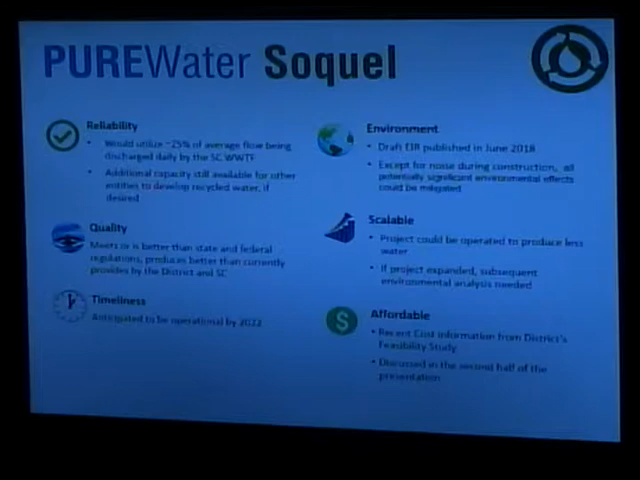 PUREWater Soquel
Reliability
• Would utilize ~25% of average flow being
discharged daily by the SC WWTF
• Additional capacity still available for other
entities to develop recycled water, if
desired
Quality
Meets or is better than state and federal
regulations, produces better than currently
provides by the District and SC
Timeliness
Anticipated to be operational by 2022
Environment
• Draft EIR published in June 2018
• Except for noise during construction, all
potentially significant environmental effects
could be mitigated
Scalable
• Project could be operated to produce less
water
• If project expanded, subsequent
environmental analysis needed
$
Affordable
• Recent Cost information from District's
Feasibility Study
• Discussed in the second half of the
presentation